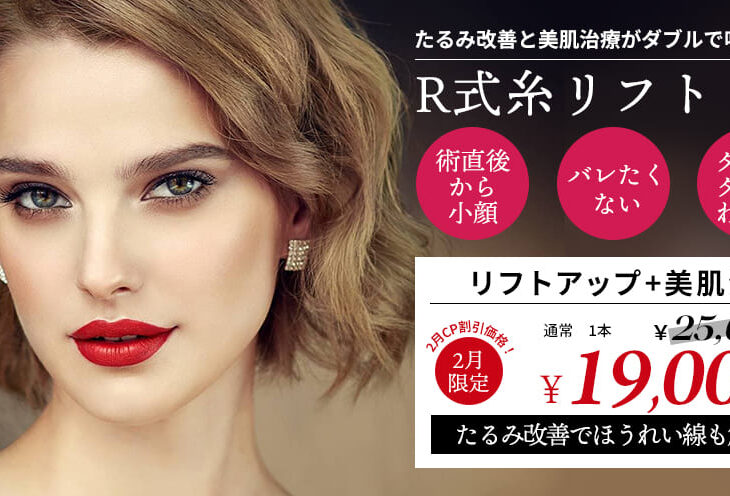 たるみ改善と美肌治療がダブルで
R式糸リフト
術直後
から
小顔
バレたく
ない
リフトアップ+美肌
2月CP割引価格!
2月
限定
通常 1本 ¥25,
¥19,00
たるみ改善でほうれい線も